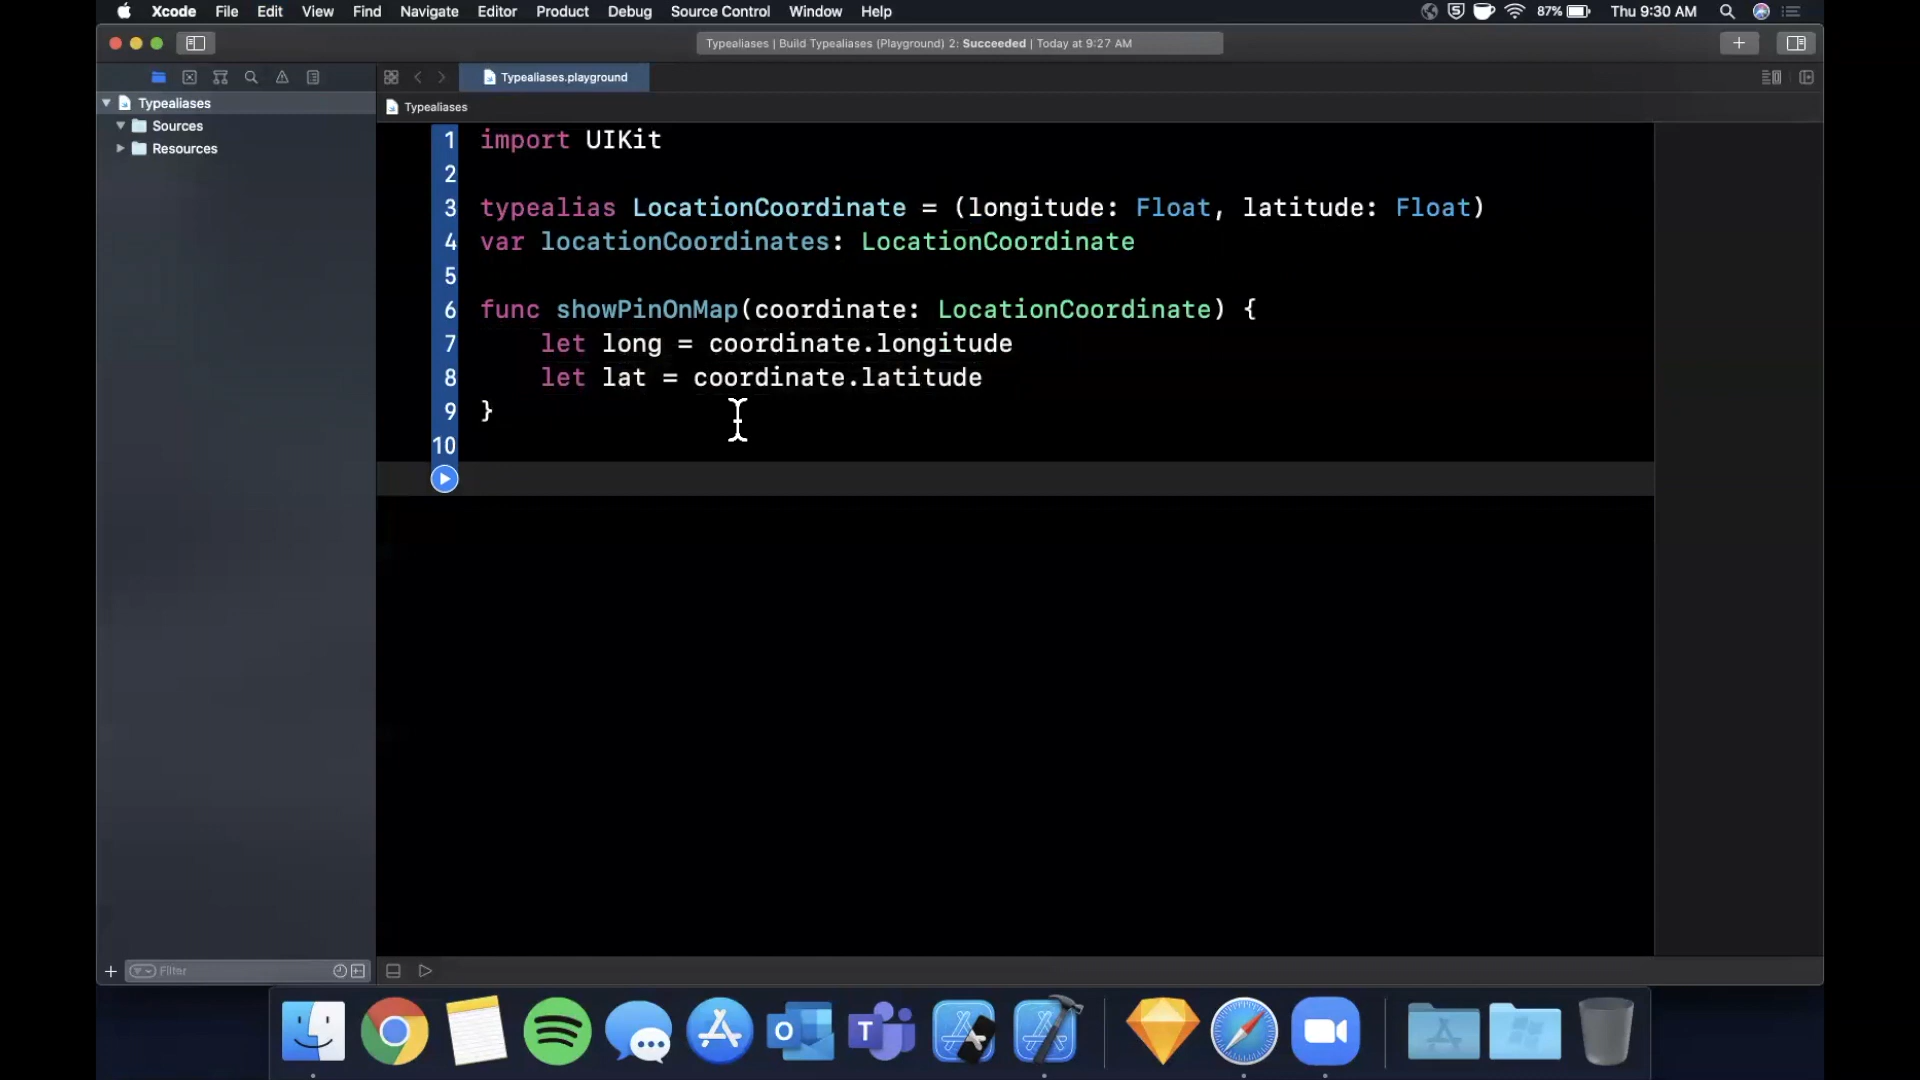 Xcode File Edit View Find Navigate Editor Product Debug Source Control Window Help 87% Thu 9:30 AM
Typealiases | Build Typealiases (Playground) 2: Succeeded | Today at 9:27 AM
Typealiases.playground
Typealiases
Typealiases
Sources
Resources
1 import UIKit
2
3 typealias LocationCoordinate = (longitude: Float, latitude: Float)
4 var locationCoordinates: LocationCoordinate
5
6 func showPinOnMap(coordinate: LocationCoordinate) {
7 let long = coordinate.longitude
8 let lat = coordinate.latitude
9 }
10
Filter